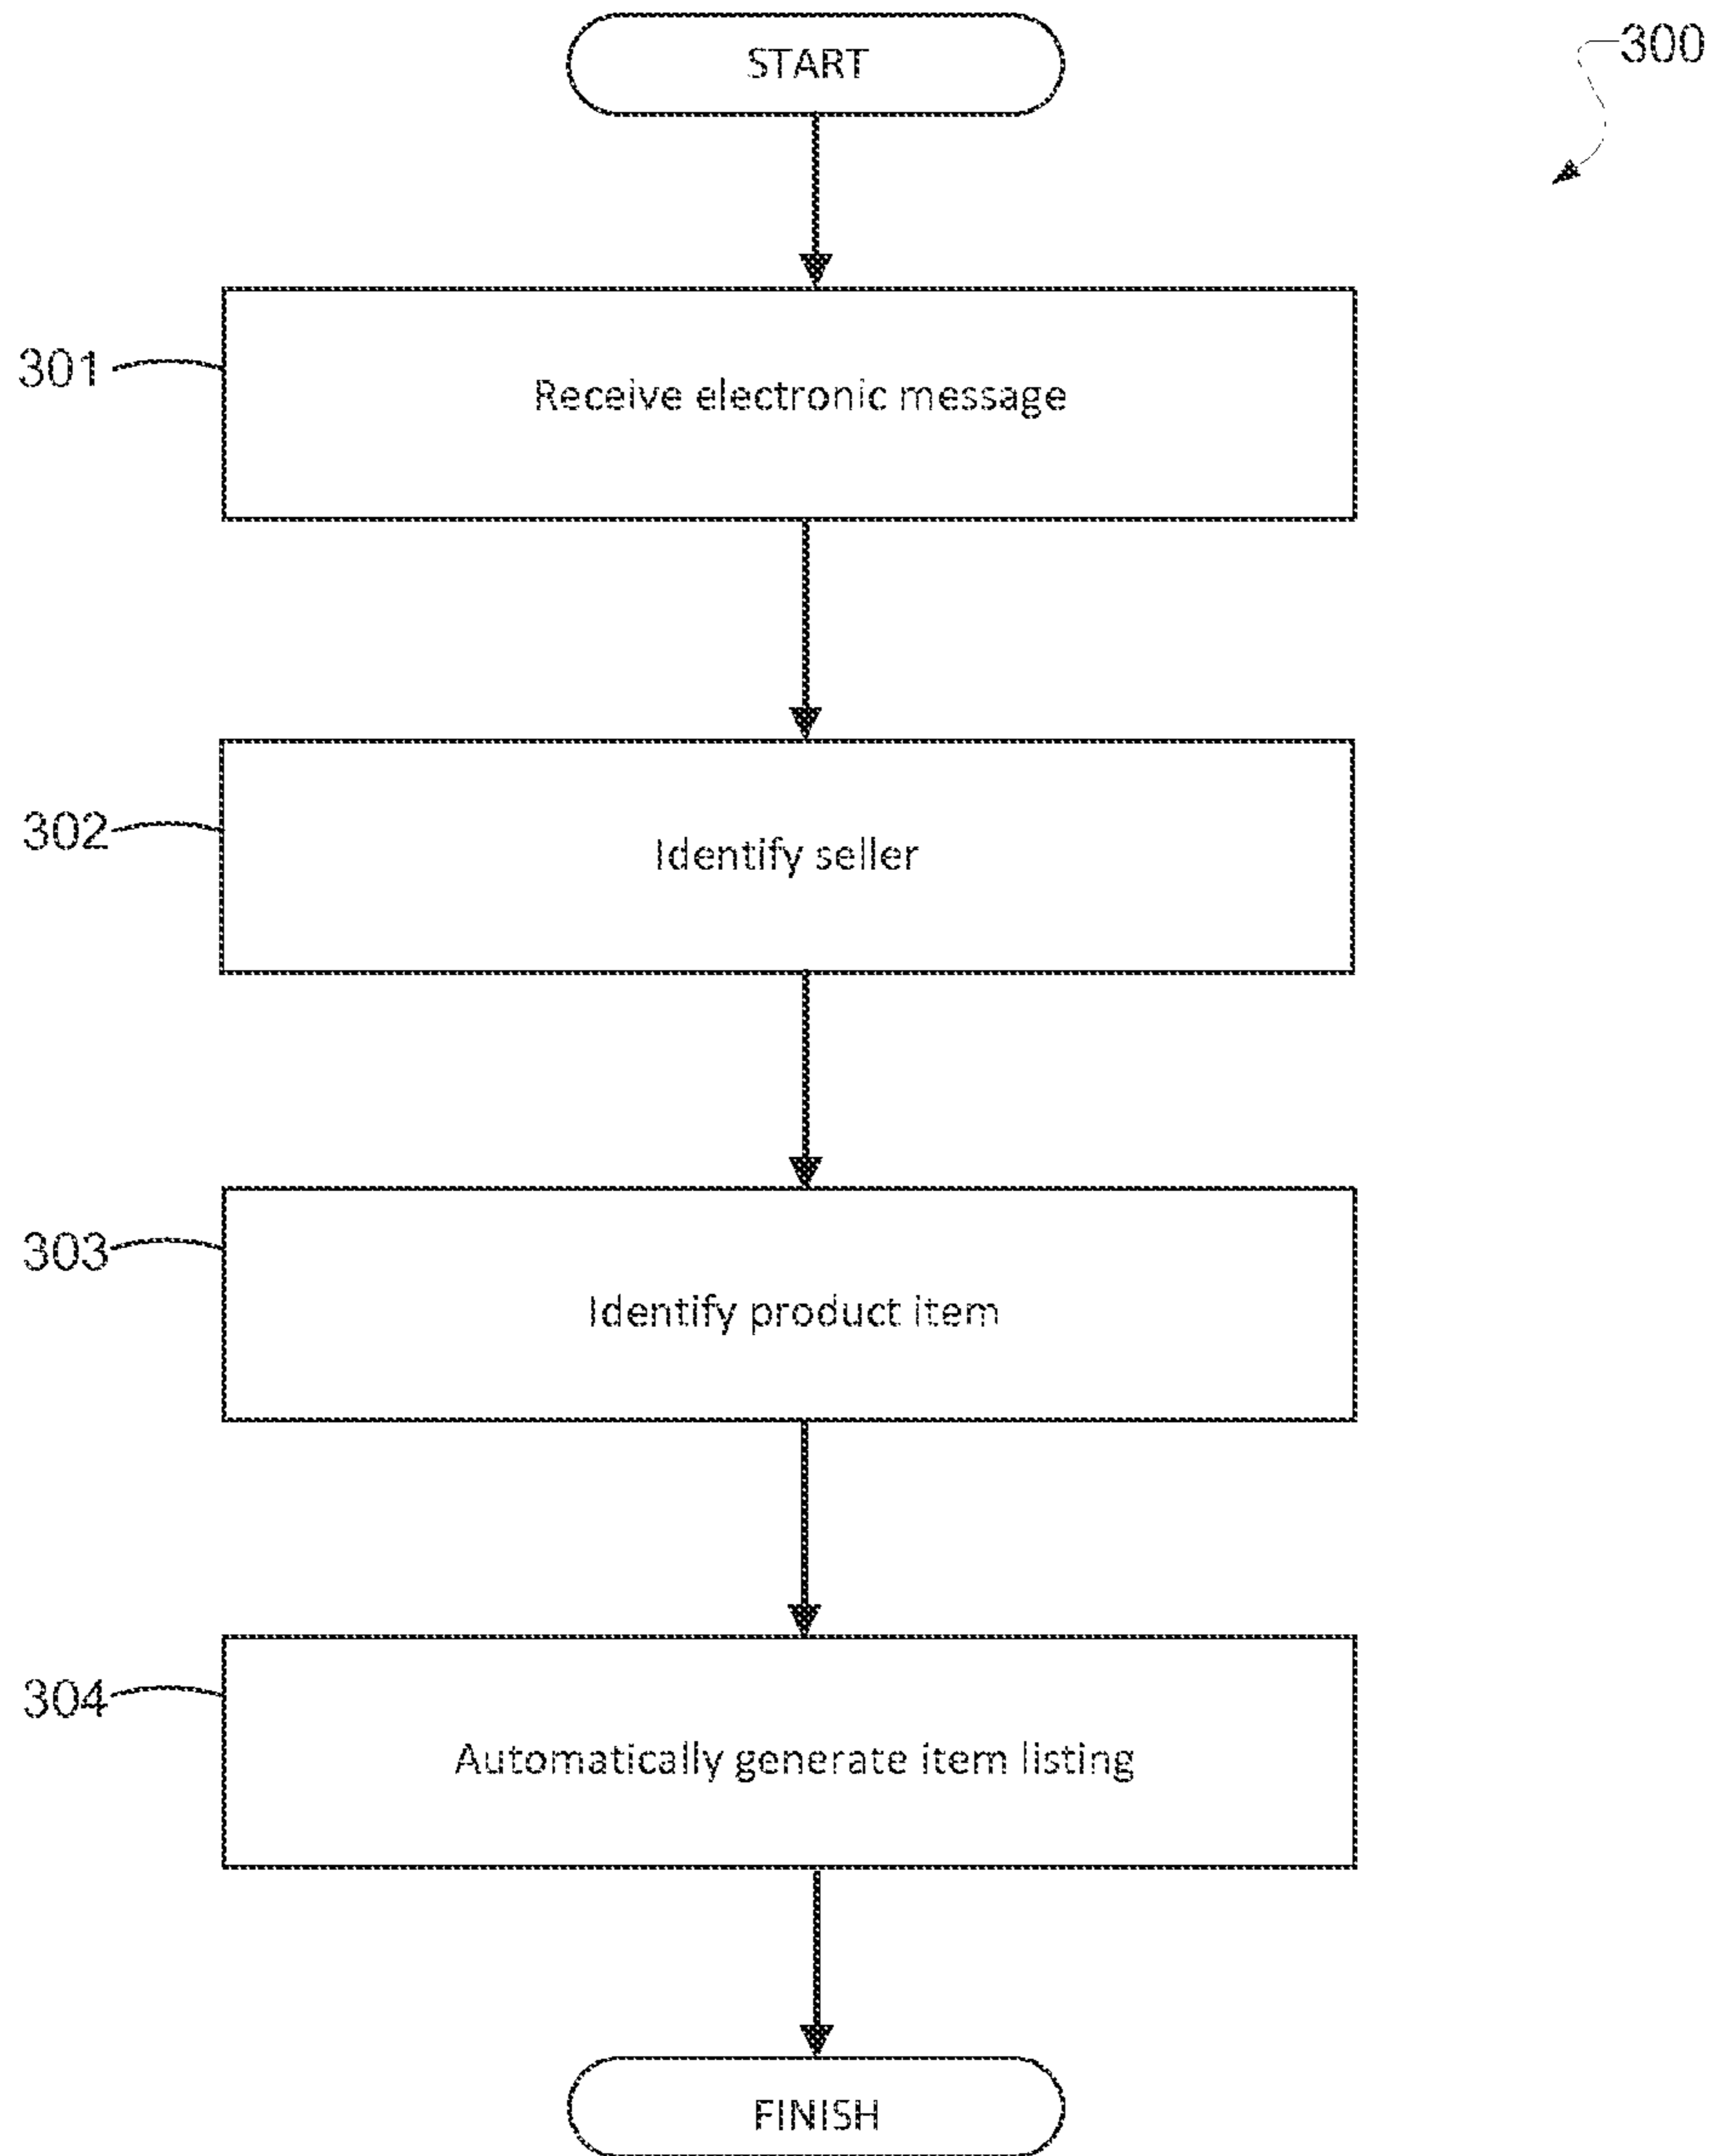 START
300
301
Receive electronic message
302
Identify seller
303
Identify product item
304
Automatically generate item listing
FINISH